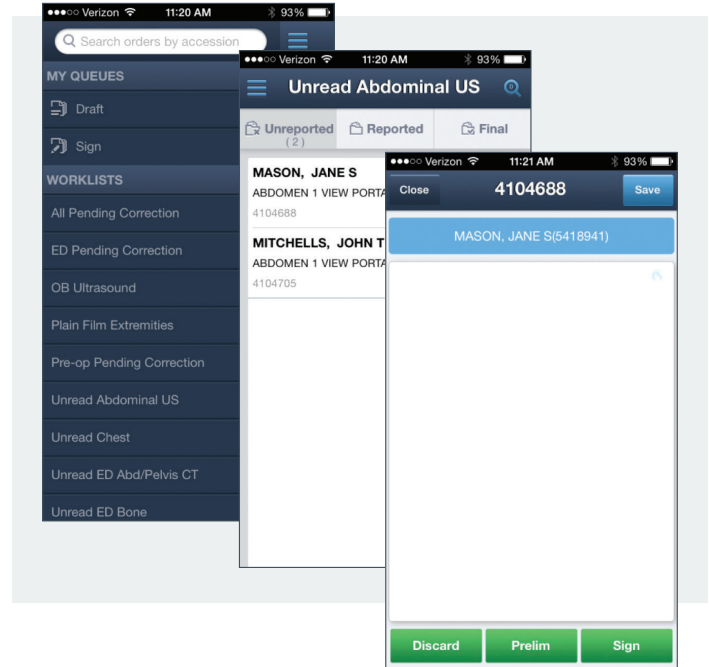 Verizon 11:20 AM 93%
Search orders by accession
MY QUEUES
Draft
Sign
WORKLISTS
All Pending Correction
ED Pending Correction
OB Ultrasound
Plain Film Extremities
Pre-op Pending Correction
Unread Abdominal US
Unread Chest
Unread ED Abd/Pelvis CT
Unread ED Bone
Verizon 11:20 AM 93%
Unread Abdominal US
Unreported Reported Final
(2)
MASON, JANE S
ABDOMEN 1 VIEW PORTA
4104688
MITCHELLS, JOHN T
ABDOMEN 1 VIEW PORTA
4104705
Verizon 11:21 AM 93%
Close 4104688 Save
MASON, JANE S(5418941)
Discard Prelim Sign